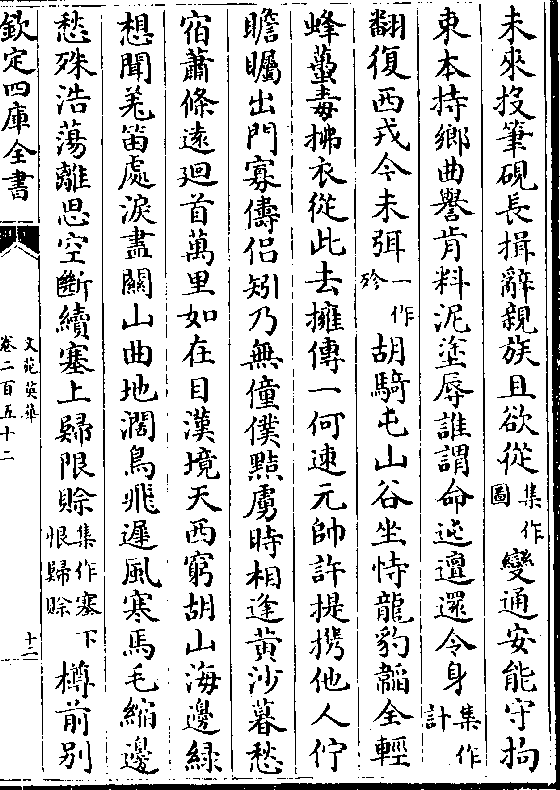 未來投筆硯長揖辭親族且欲從集作圖變通安能守拘
束本持鄉曲譽肯料泥塗辱誰謂命迍邅還令身集作計
翻復西戎今未弭一作殄胡騎屯山谷坐恃龍豹韜全輕
蜂蠆毒拂衣從此去擁傳一何速元帥許提携他人佇
瞻矚出門寡儔侣矧乃無僮僕黠虜時相逢黄沙暮愁
宿蕭條逺廻首萬里如在目漢境天西窮胡山海邊緑
想聞羌笛處淚盡關山曲地濶鳥飛遲風寒馬毛縮邊
愁殊浩蕩離思空斷續塞上歸限賒集作塞下恨歸賒樽前别
欽定四庫全書
文苑英華
卷二百五十二
十二